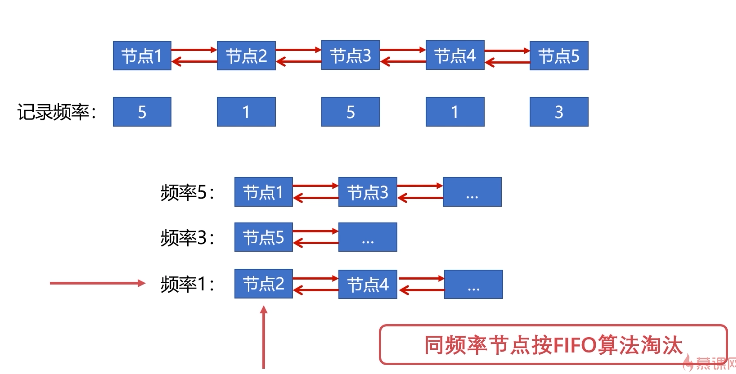 节点1 节点2 节点3 节点4 节点5
记录频率： 5 1 5 1 3
频率5： 节点1 节点3 ...
频率3： 节点5 ...
频率1： 节点2 节点4 ...
同频率节点按FIFO算法淘汰
慕课网